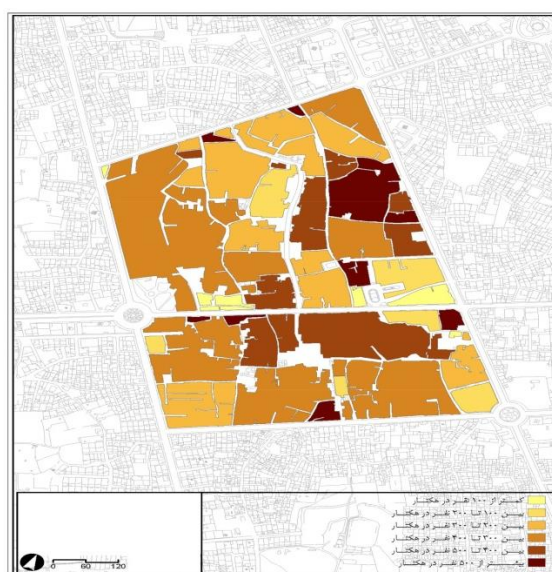 کمتر از ۱۰۰ نفر در هکتار
بین ۱۰۰ تا ۲۰۰ نفر در هکتار
بین ۲۰۰ تا ۳۰۰ نفر در هکتار
بین ۳۰۰ تا ۴۰۰ نفر در هکتار
بین ۴۰۰ تا ۵۰۰ نفر در هکتار
بیشتر از ۵۰۰ نفر در هکتار
0 60 120